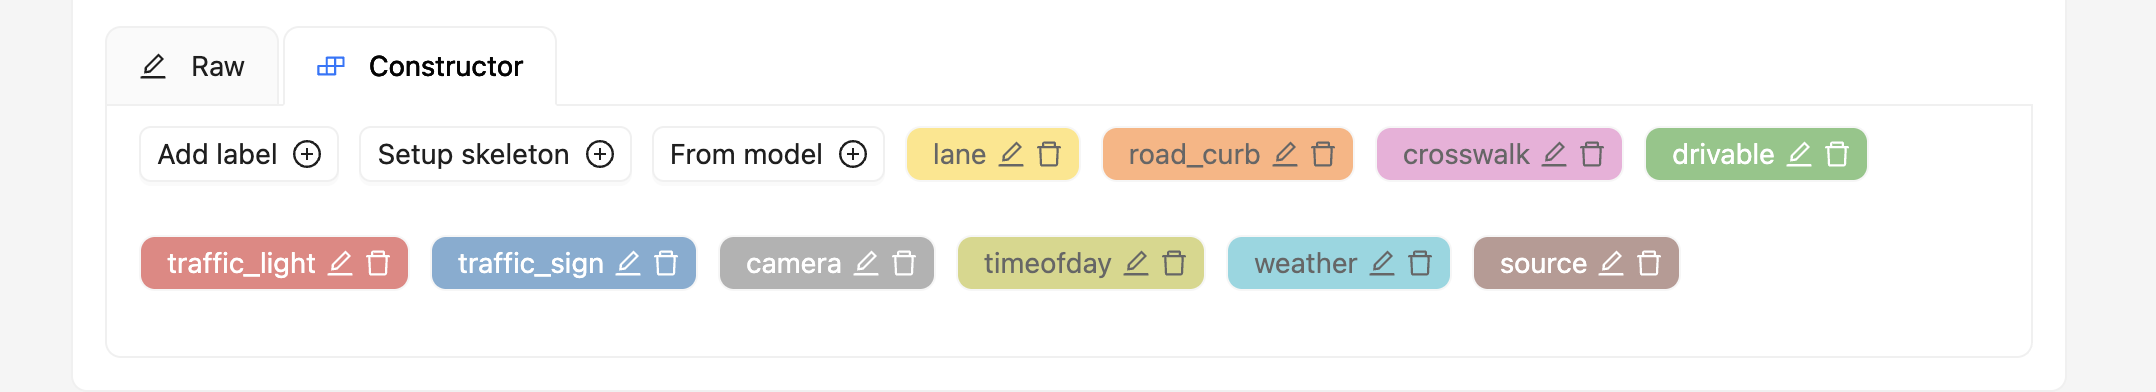 Raw Constructor
Add label Setup skeleton From model lane road_curb crosswalk drivable
traffic_light traffic_sign camera timeofday weather source